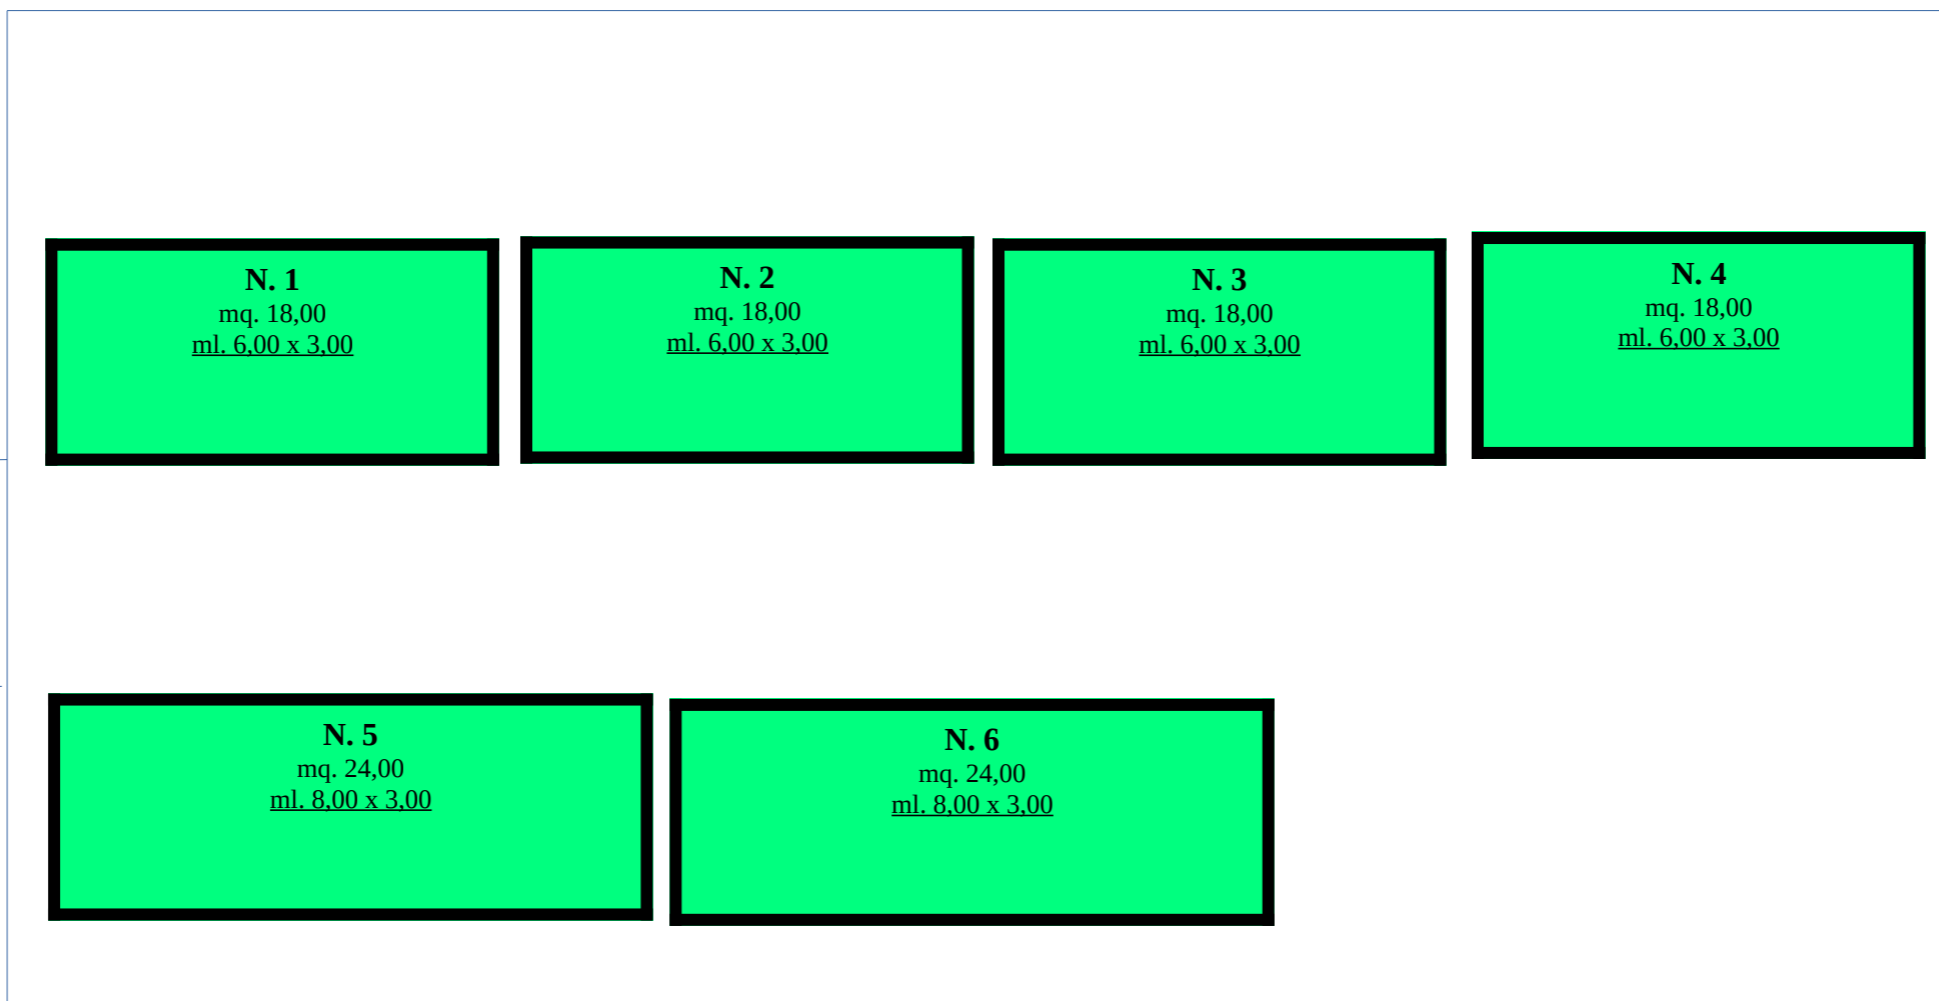 N. 1
mq. 18,00
ml. 6,00 x 3,00
N. 2
mq. 18,00
ml. 6,00 x 3,00
N. 3
mq. 18,00
ml. 6,00 x 3,00
N. 4
mq. 18,00
ml. 6,00 x 3,00
N. 5
mq. 24,00
ml. 8,00 x 3,00
N. 6
mq. 24,00
ml. 8,00 x 3,00